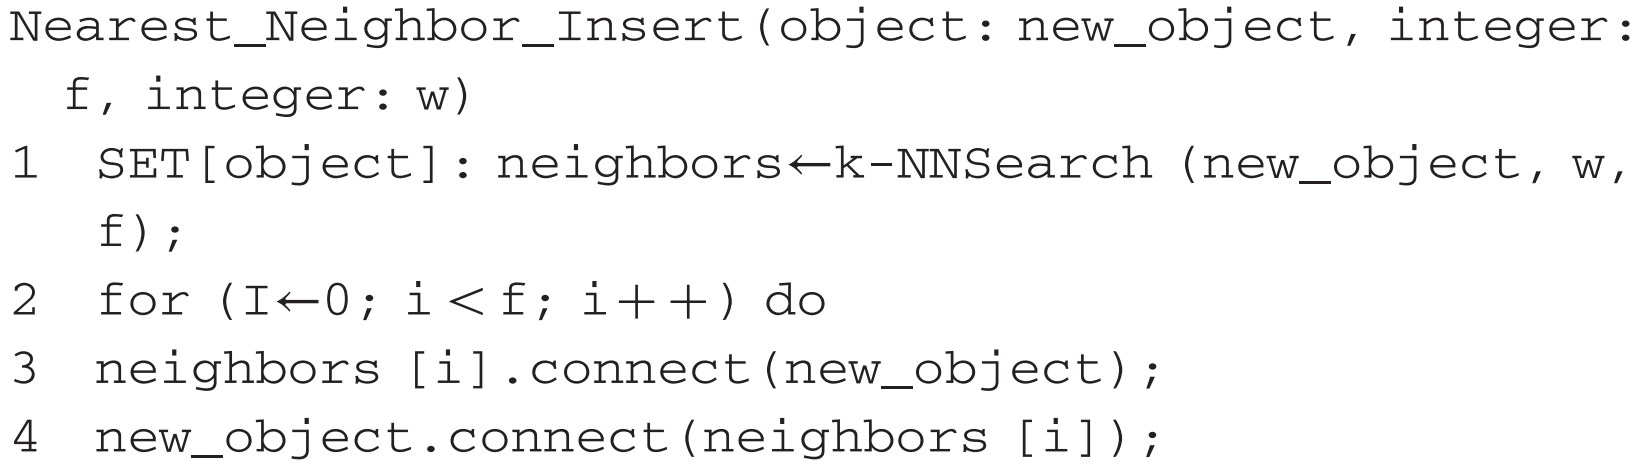 Nearest_Neighbor_Insert(object: new_object, integer:
f, integer: w)
1 SET[object]: neighbors←k-NNSearch (new_object, w,
f);
2 for (I←0; i<f; i++) do
3 neighbors [i].connect(new_object);
4 new_object.connect(neighbors [i]);